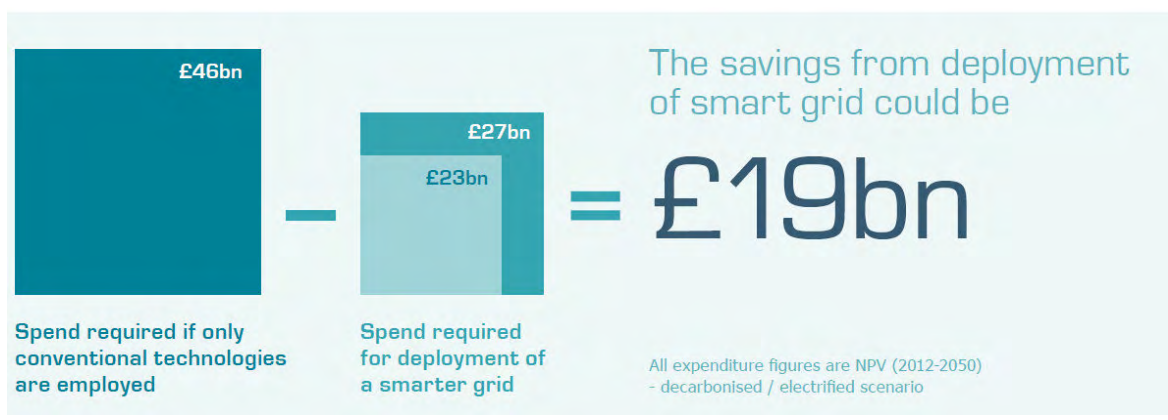 £46bn
Spend required if only
conventional technologies
are employed
–
£27bn
£23bn
Spend required
for deployment of
a smarter grid
=
The savings from deployment
of smart grid could be
£19bn
All expenditure figures are NPV (2012-2050)
- decarbonised / electrified scenario